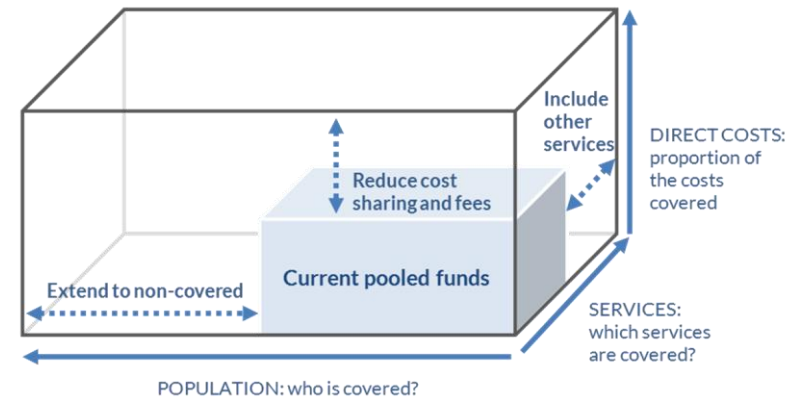 Include
other
services
DIRECT COSTS:
proportion of
the costs
covered
Reduce cost
sharing and fees
Current pooled funds
Extend to non-covered
SERVICES:
which services
are covered?
POPULATION: who is covered?